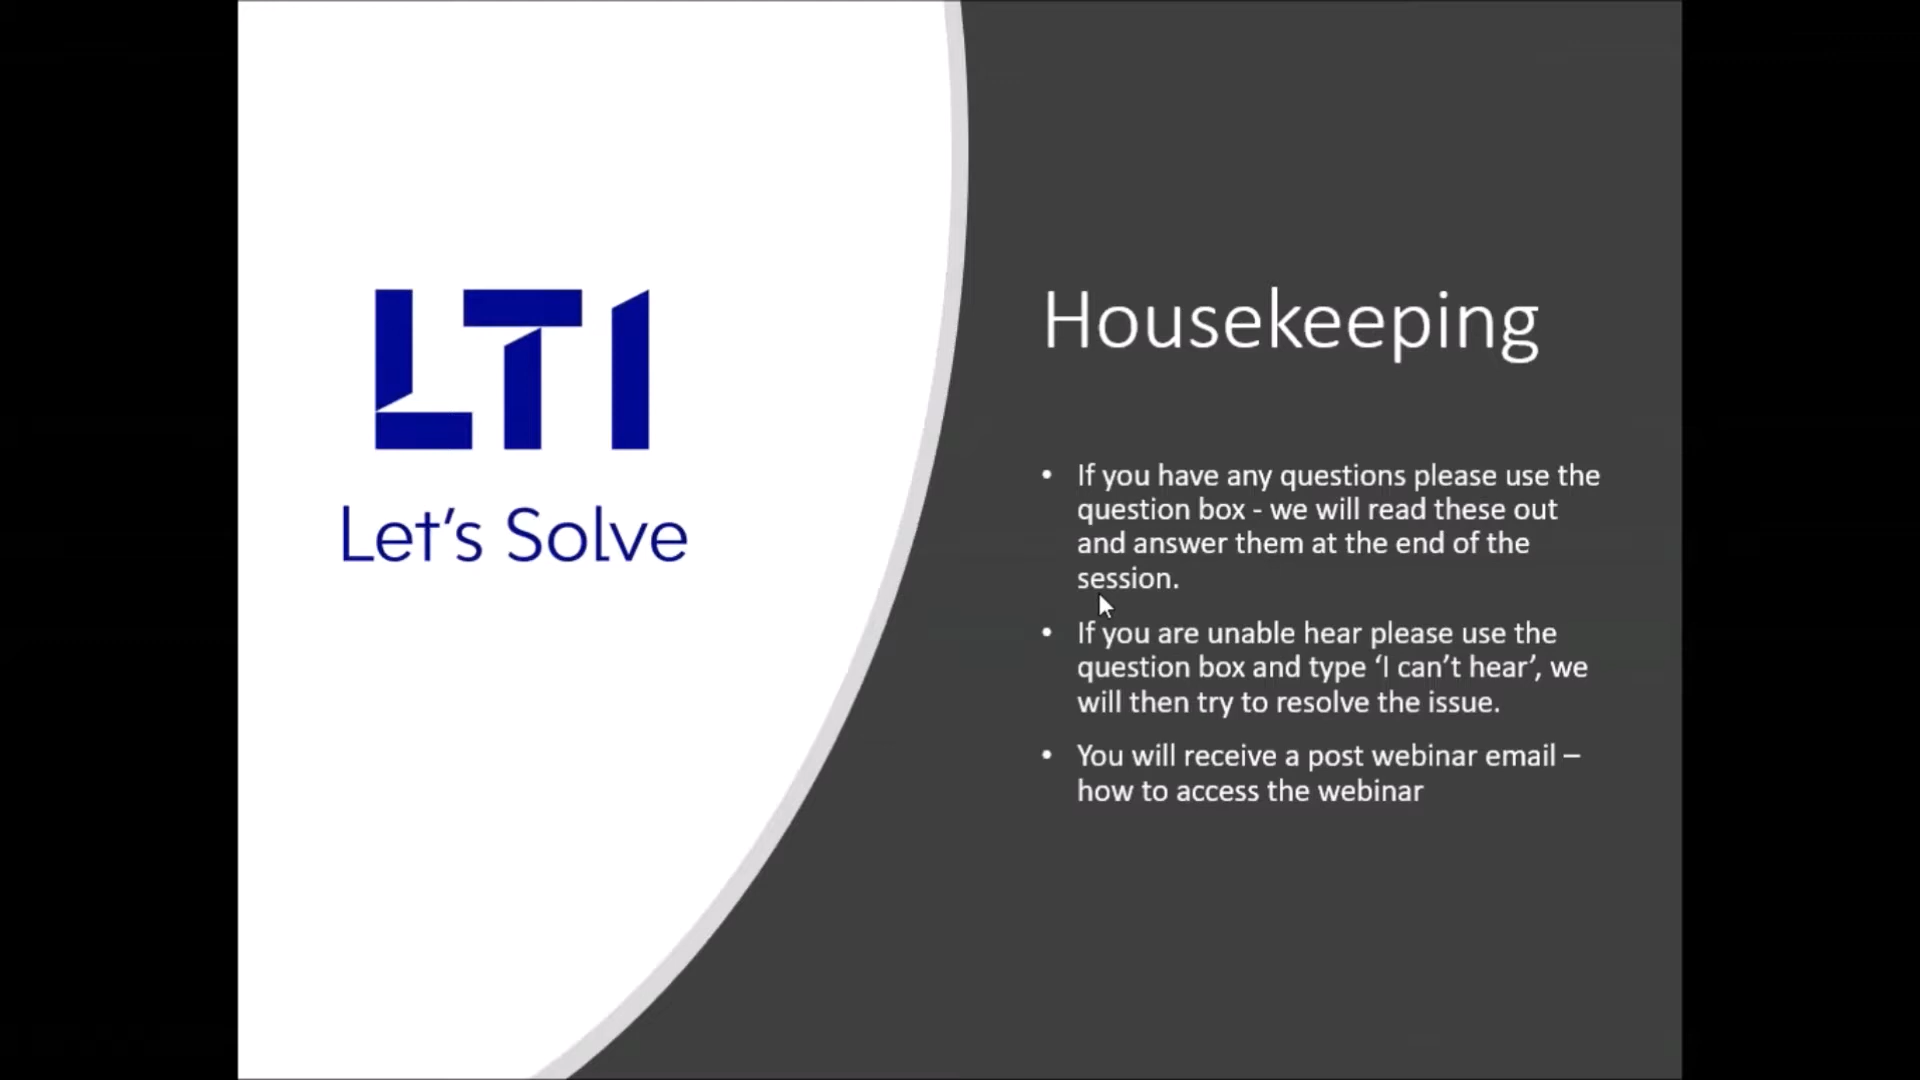 LTI
Let's Solve
Housekeeping
• If you have any questions please use the
question box - we will read these out
and answer them at the end of the
session.
• If you are unable hear please use the
question box and type ‘I can’t hear’, we
will then try to resolve the issue.
• You will receive a post webinar email –
how to access the webinar